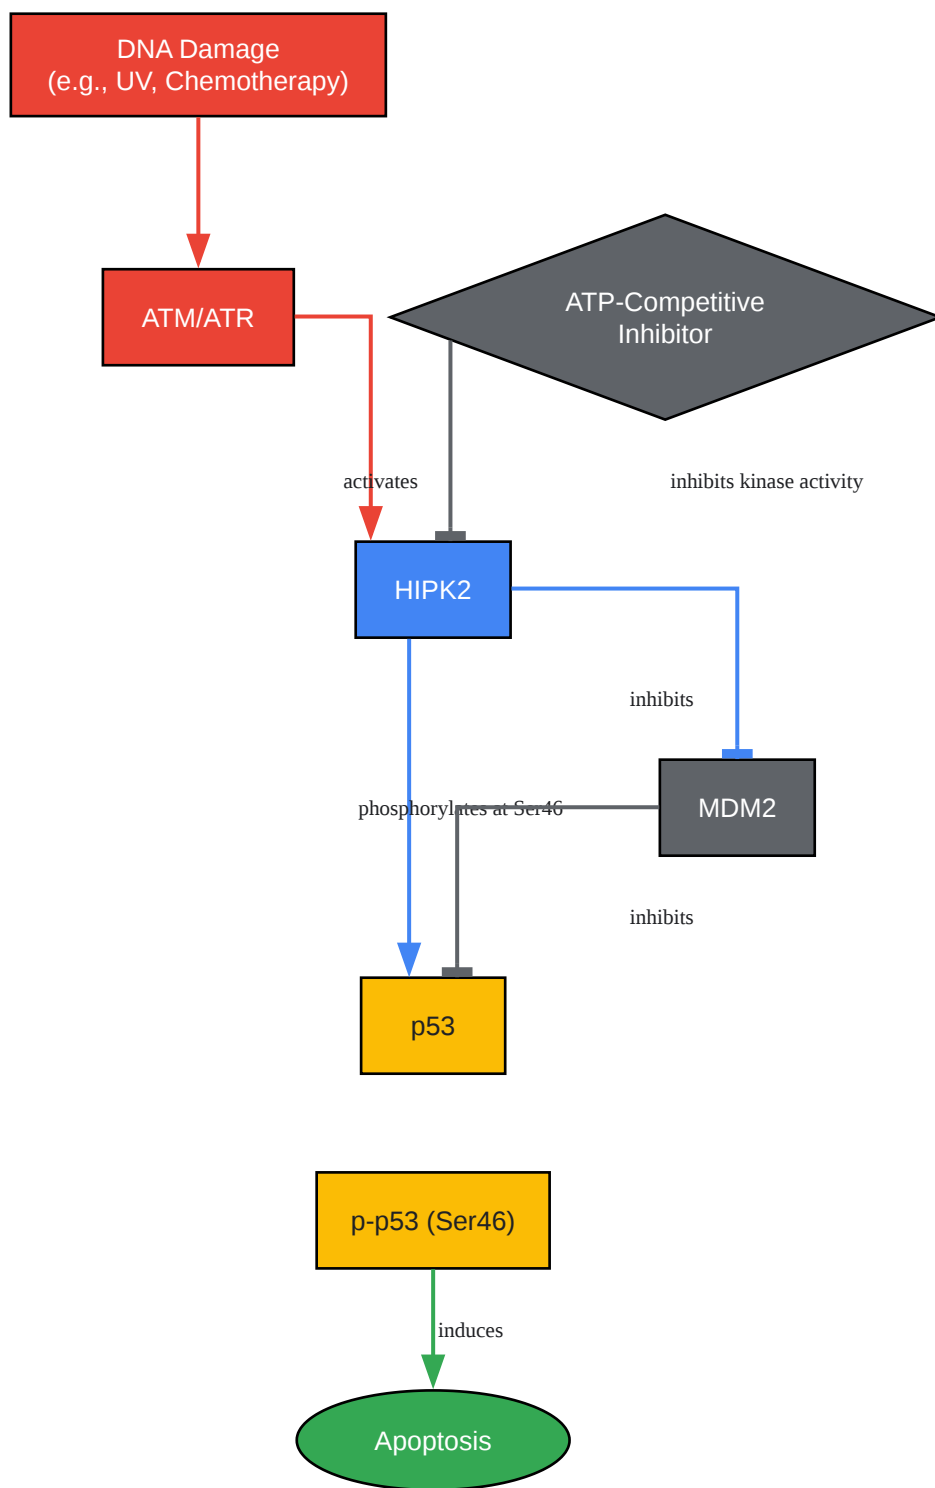 DNA Damage
(e.g., UV, Chemotherapy)
ATM/ATR
ATP-Competitive
Inhibitor
activates
inhibits kinase activity
HIPK2
inhibits
phosphorylates at Ser46
MDM2
inhibits
p53
p-p53 (Ser46)
induces
Apoptosis